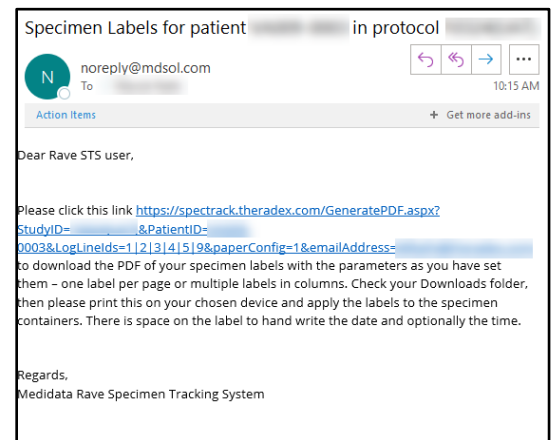 Specimen Labels for patient in protocol
N
noreply@mdsol.com
To
10:15 AM
Action Items
+ Get more add-ins
Dear Rave STS user,
Please click this link https://spectrack.theradex.com/GeneratePDF.aspx?
StudyID= &PatientID=
0003&LogLineIds=1|2|3|4|5|9&paperConfig=1&emailAddress=
to download the PDF of your specimen labels with the parameters as you have set
them – one label per page or multiple labels in columns. Check your Downloads folder,
then please print this on your chosen device and apply the labels to the specimen
containers. There is space on the label to hand write the date and optionally the time.
Regards,
Medidata Rave Specimen Tracking System